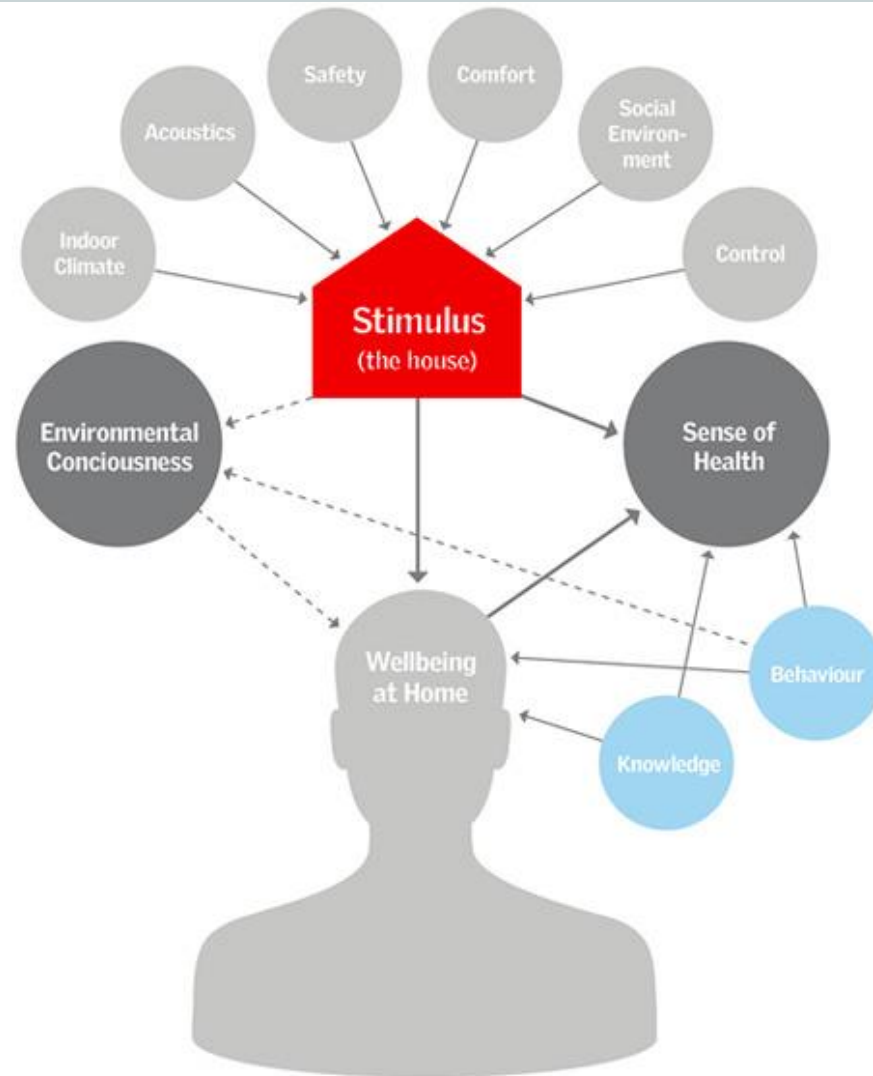 Safety
Comfort
Acoustics
Social
Environ-
ment
Indoor
Climate
Control
Stimulus
(the house)
Environmental
Conciousness
Sense of
Health
Wellbeing
at Home
Behaviour
Knowledge